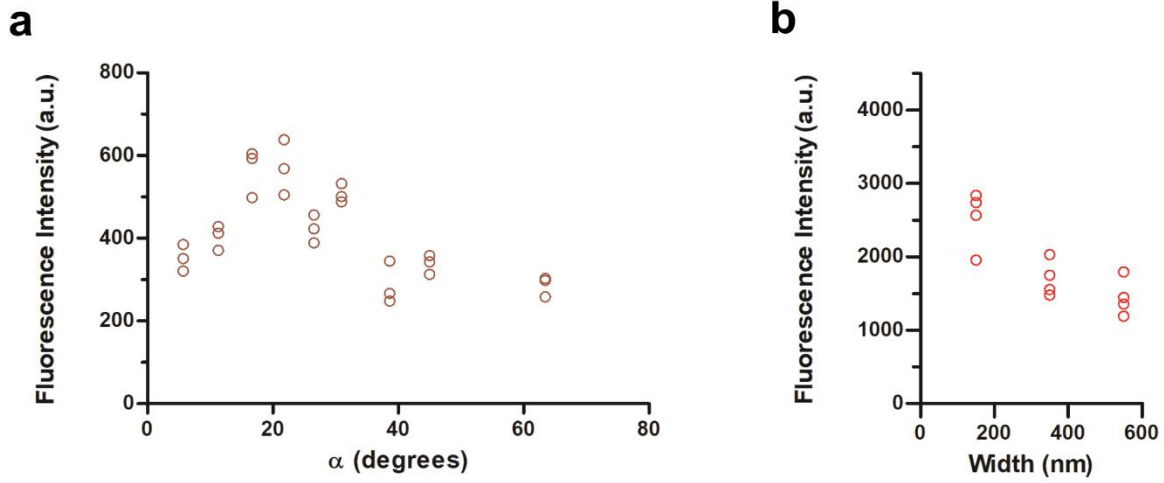 a
Fluorescence Intensity (a.u.)
800
600
400
200
0
0 20 40 60 80
α (degrees)
b
Fluorescence Intensity (a.u.)
4000
3000
2000
1000
0
0 200 400 600
Width (nm)